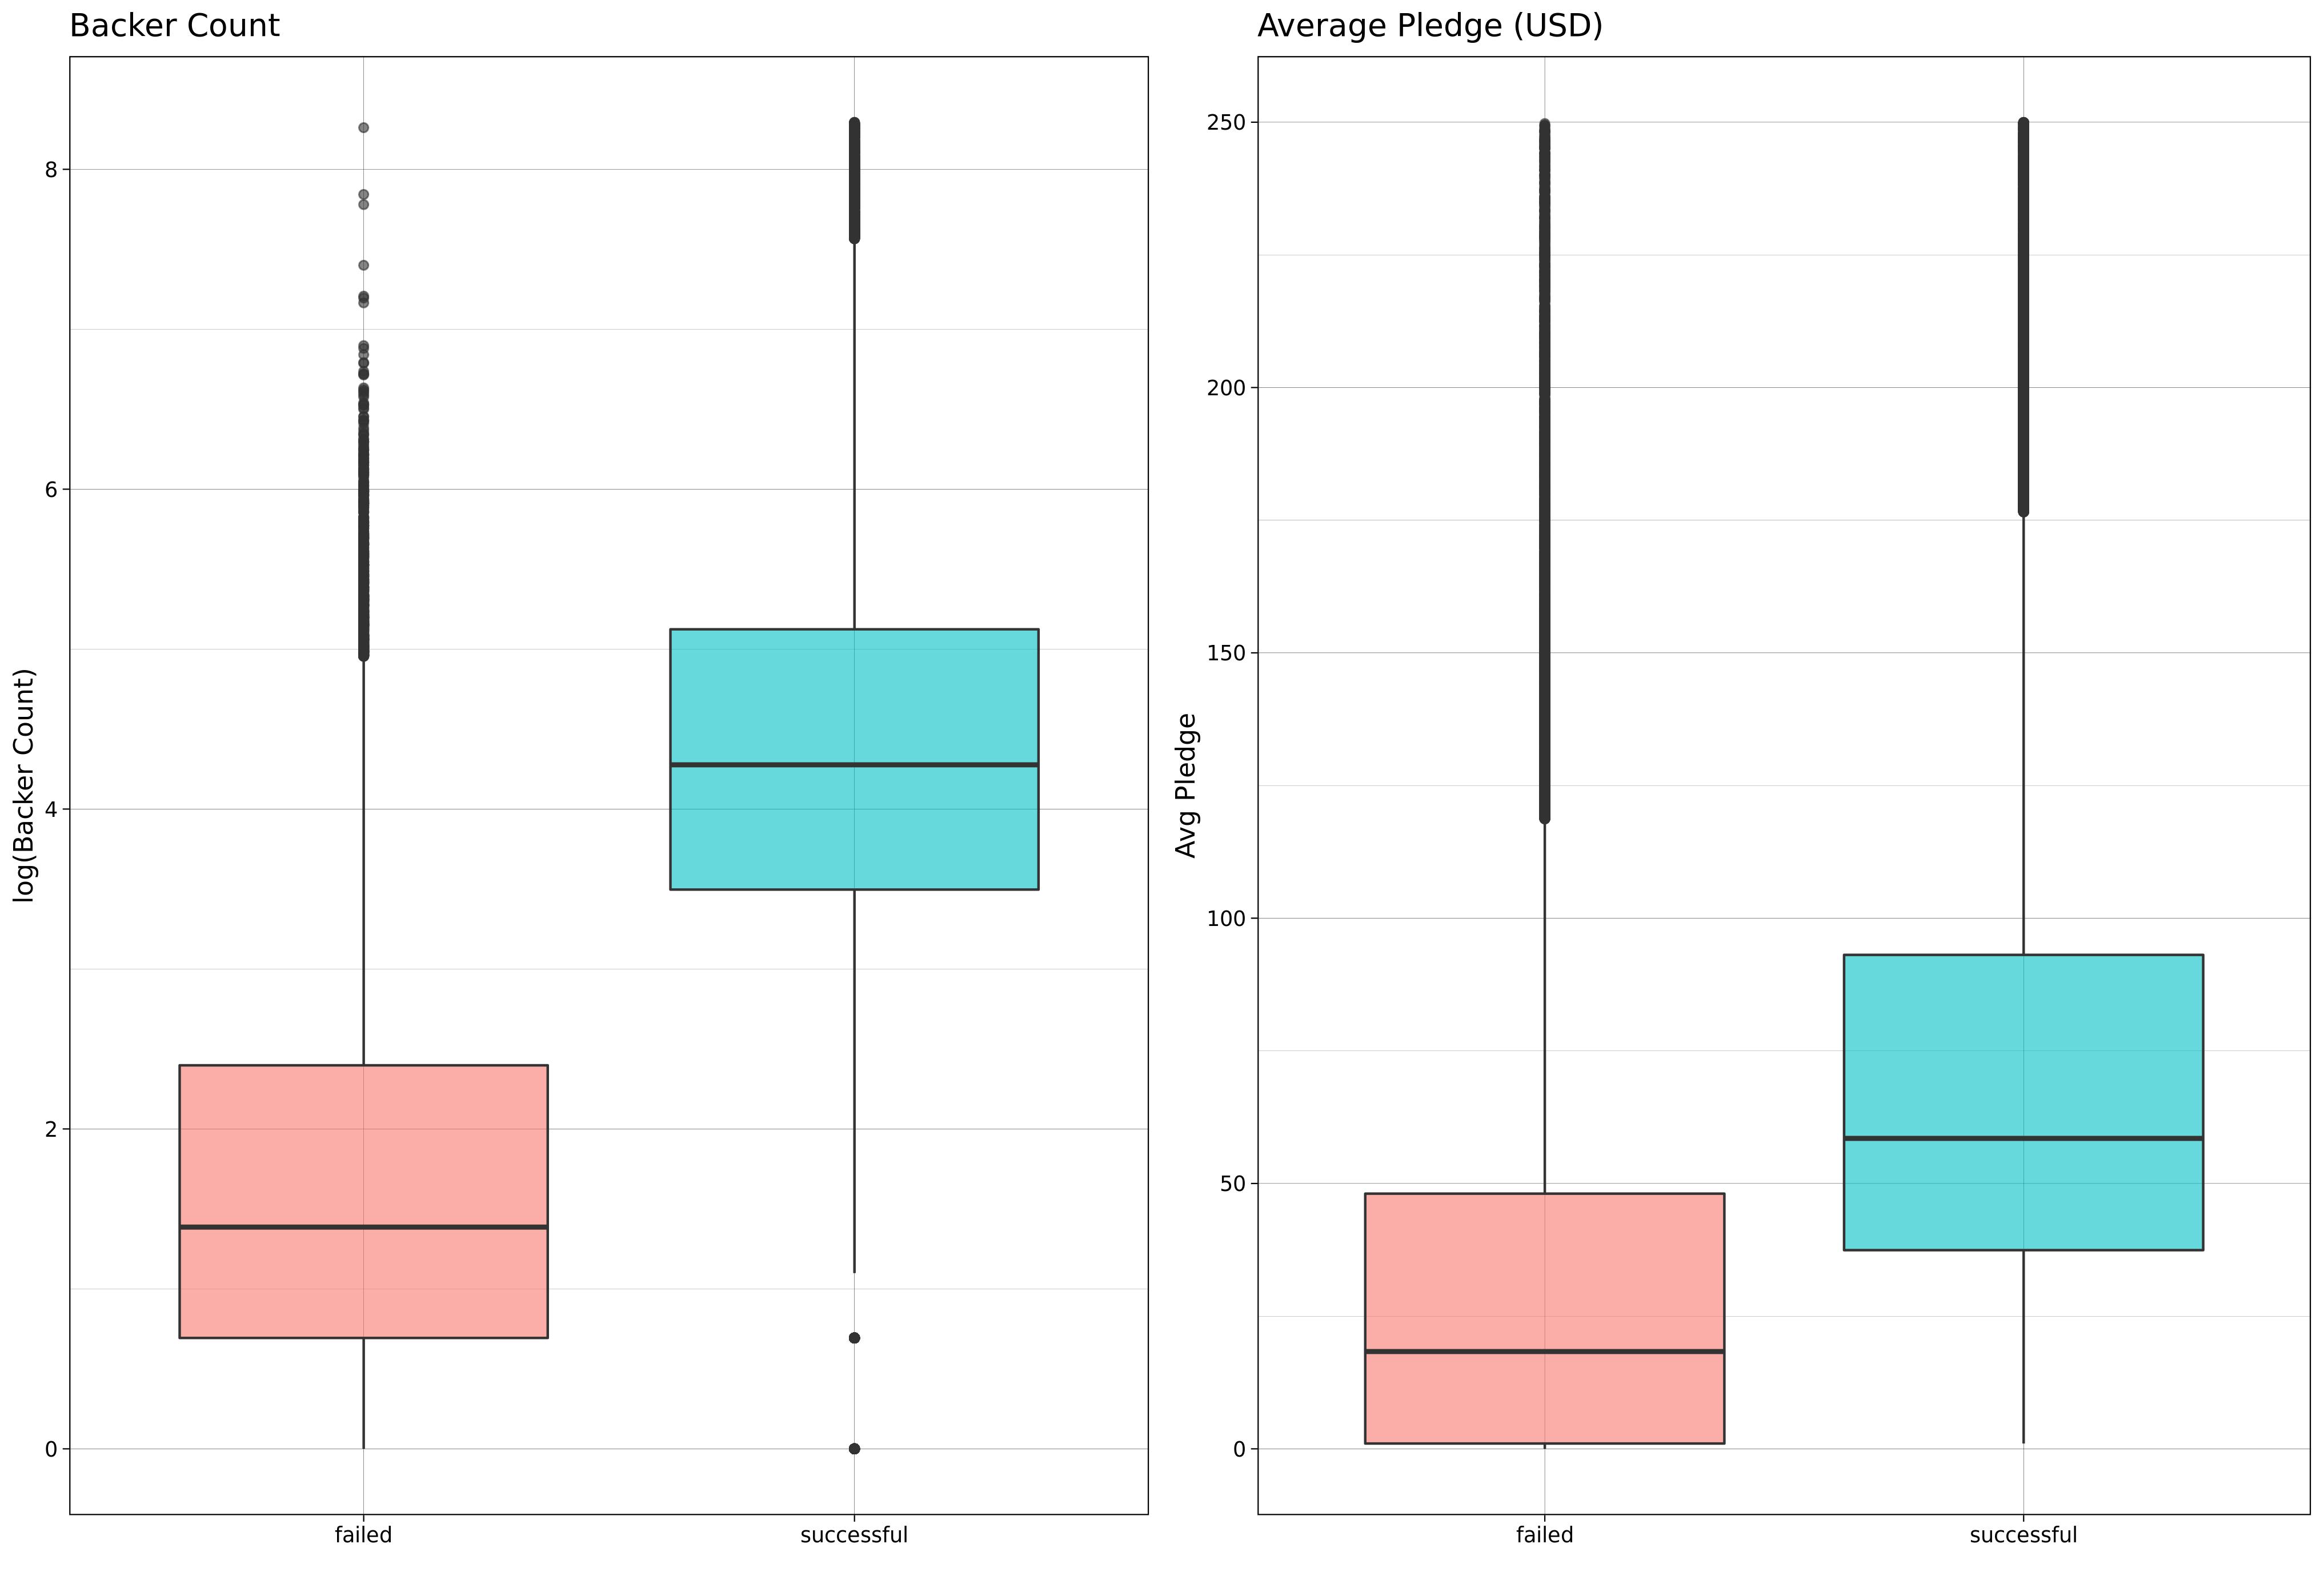 Backer Count
log(Backer Count)
8
6
4
2
0
failed
successful
Average Pledge (USD)
Avg Pledge
250
200
150
100
50
0
failed
successful